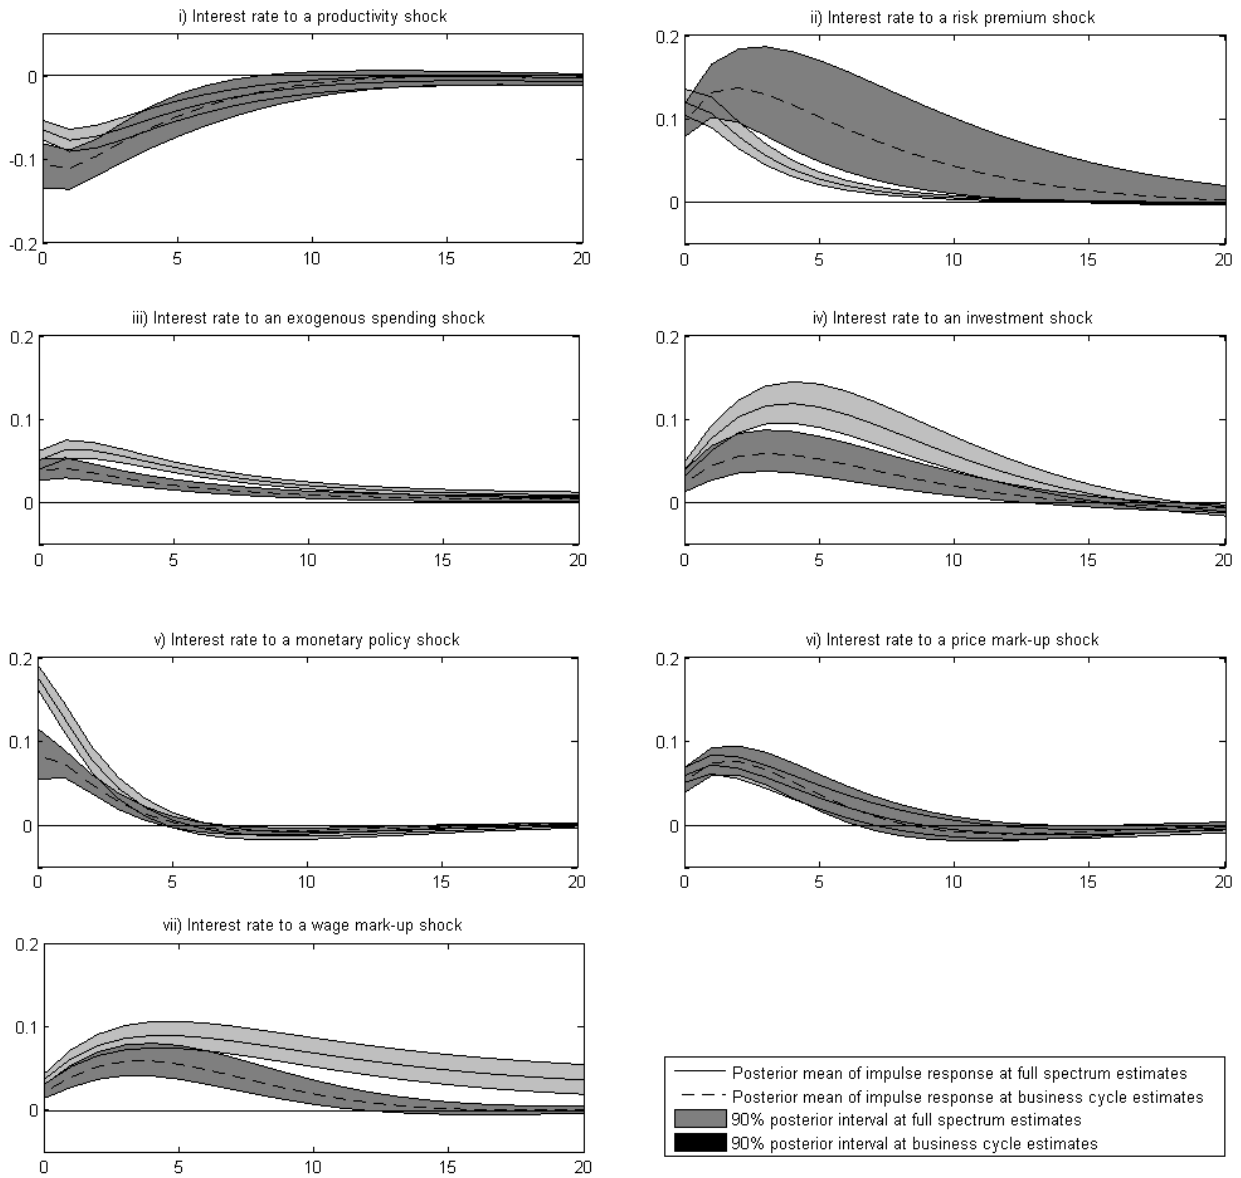 i) Interest rate to a productivity shock
0
-0.1
-0.2
0 5 10 15 20
ii) Interest rate to a risk premium shock
0.2
0.1
0
0 5 10 15 20
iii) Interest rate to an exogenous spending shock
0.2
0.1
0
0 5 10 15 20
iv) Interest rate to an investment shock
0.2
0.1
0
0 5 10 15 20
v) Interest rate to a monetary policy shock
0.2
0.1
0
0 5 10 15 20
vi) Interest rate to a price mark-up shock
0.2
0.1
0
0 5 10 15 20
vii) Interest rate to a wage mark-up shock
0.2
0.1
0
0 5 10 15 20
Posterior mean of impulse response at full spectrum estimates
Posterior mean of impulse response at business cycle estimates
90% posterior interval at full spectrum estimates
90% posterior interval at business cycle estimates